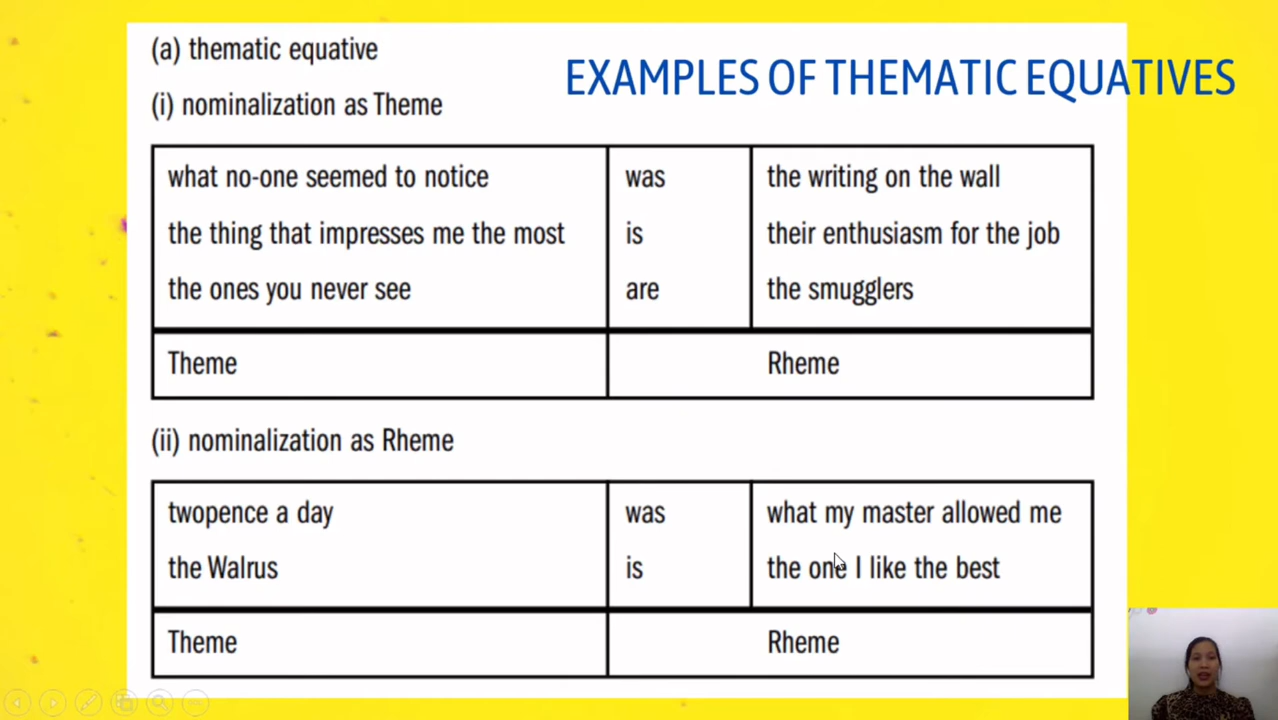 (a) thematic equative
EXAMPLES OF THEMATIC EQUATIVES
(i) nominalization as Theme
what no-one seemed to notice was the writing on the wall
the thing that impresses me the most is their enthusiasm for the job
the ones you never see are the smugglers
Theme Rheme
(ii) nominalization as Rheme
twopence a day was what my master allowed me
the Walrus is the one I like the best
Theme Rheme